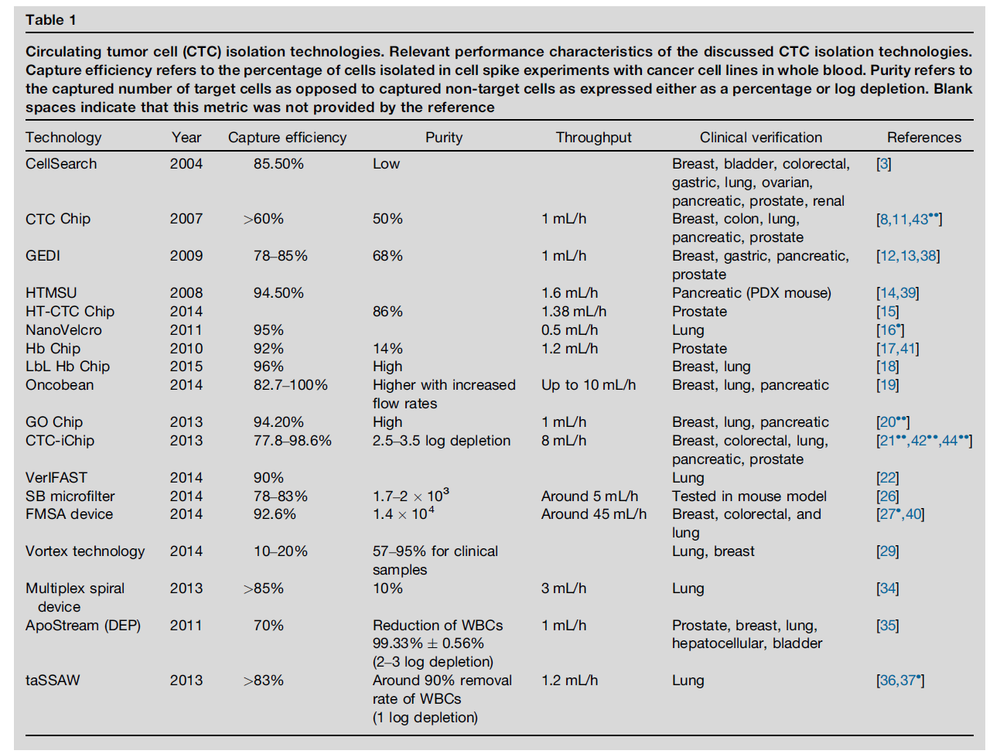 Table 1
Circulating tumor cell (CTC) isolation technologies. Relevant performance characteristics of the discussed CTC isolation technologies.
Capture efficiency refers to the percentage of cells isolated in cell spike experiments with cancer cell lines in whole blood. Purity refers to
the captured number of target cells as opposed to captured non-target cells as expressed either as a percentage or log depletion. Blank
spaces indicate that this metric was not provided by the reference
Technology Year Capture efficiency Purity Throughput Clinical verification References
CellSearch 2004 85.50% Low Breast, bladder, colorectal, [3]
gastric, lung, ovarian,
pancreatic, prostate, renal
CTC Chip 2007 >60% 50% 1 mL/h Breast, colon, lung, [8,11,43••]
pancreatic, prostate
GEDI 2009 78–85% 68% 1 mL/h Breast, gastric, pancreatic, [12,13,38]
prostate
HTMSU 2008 94.50% 1.6 mL/h Pancreatic (PDX mouse) [14,39]
HT-CTC Chip 2014 86% 1.38 mL/h Prostate [15]
NanoVelcro 2011 95% 0.5 mL/h Lung [16•]
Hb Chip 2010 92% 14% 1.2 mL/h Prostate [17,41]
LbL Hb Chip 2015 96% High Breast, lung [18]
Oncobean 2014 82.7–100% Higher with increased Up to 10 mL/h Breast, lung, pancreatic [19]
flow rates
GO Chip 2013 94.20% High 1 mL/h Breast, lung, pancreatic [20••]
CTC-iChip 2013 77.8–98.6% 2.5–3.5 log depletion 8 mL/h Breast, colorectal, lung, [21••,42••,44••]
pancreatic, prostate
VerIFAST 2014 90% Lung [22]
SB microfilter 2014 78–83% 1.7–2 × 10³ Around 5 mL/h Tested in mouse model [26]
FMSA device 2014 92.6% 1.4 × 10⁴ Around 45 mL/h Breast, colorectal, and [27•,40]
lung
Vortex technology 2014 10–20% 57–95% for clinical Lung, breast [29]
samples
Multiplex spiral 2013 >85% 10% 3 mL/h Lung [34]
device
ApoStream (DEP) 2011 70% Reduction of WBCs 1 mL/h Prostate, breast, lung, [35]
99.33% ± 0.56% hepatocellular, bladder
(2–3 log depletion)
taSSAW 2013 >83% Around 90% removal 1.2 mL/h Lung [36,37•]
rate of WBCs
(1 log depletion)